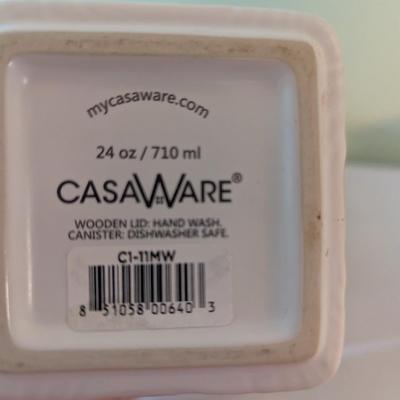 mycasaware.com
24 oz / 710 ml
CASAWARE®
WOODEN LID: HAND WASH.
CANISTER: DISHWASHER SAFE.
C1-11MW
8 51058 00640 3